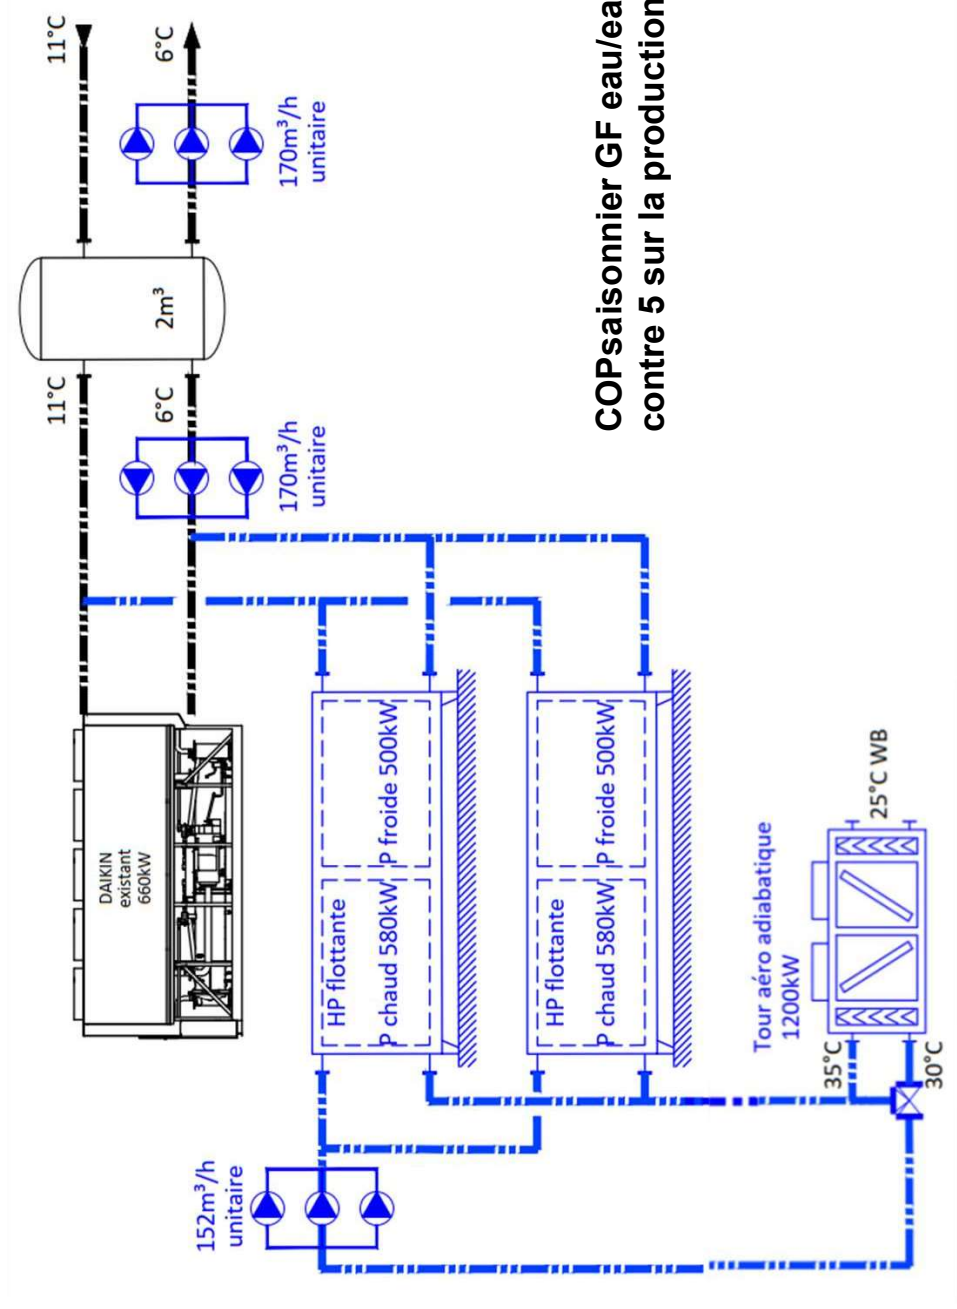 11°C
11°C
DAIKIN
existant
660kW
6°C
2m³
6°C
152m³/h
unitaire
170m³/h
unitaire
170m³/h
unitaire
HP flottante
P chaud 580kW
P froide 500kW
HP flottante
P chaud 580kW
P froide 500kW
COPsaisonnier GF eau/ea
contre 5 sur la production
Tour aéro adiabatique
1200kW
35°C
25°C WB
30°C